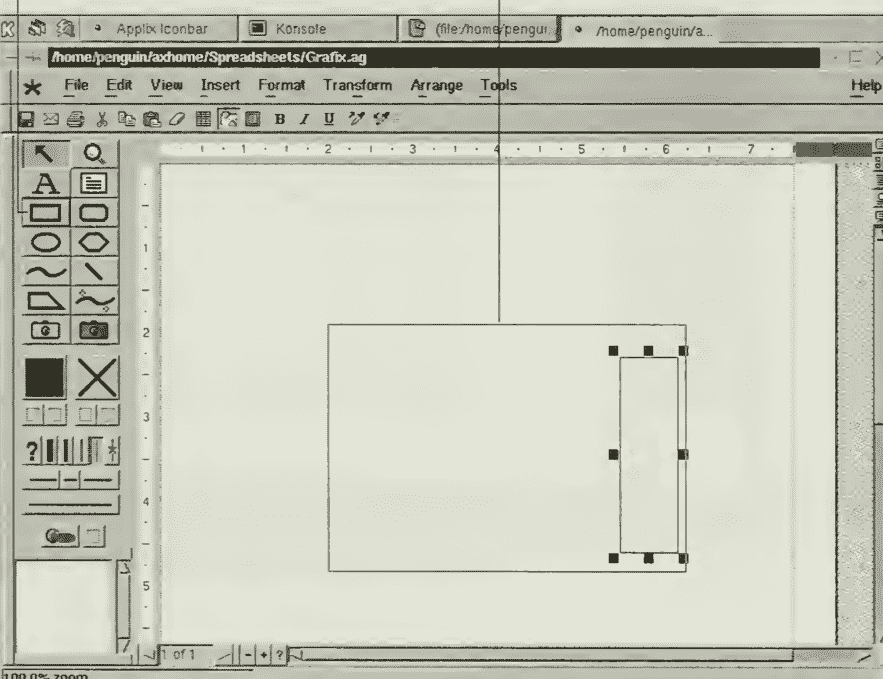 Applix Iconbar Konsole (file:/home/pengui... /home/penguin/a...
/home/penguin/axhome/Spreadsheets/Grafix.ag
File Edit View Insert Format Transform Arrange Tools Help
B I U
1 2 3 4 5 6 7
A
1
2
3
4
5
?
1 of 1 - + ?
100.0% zoom